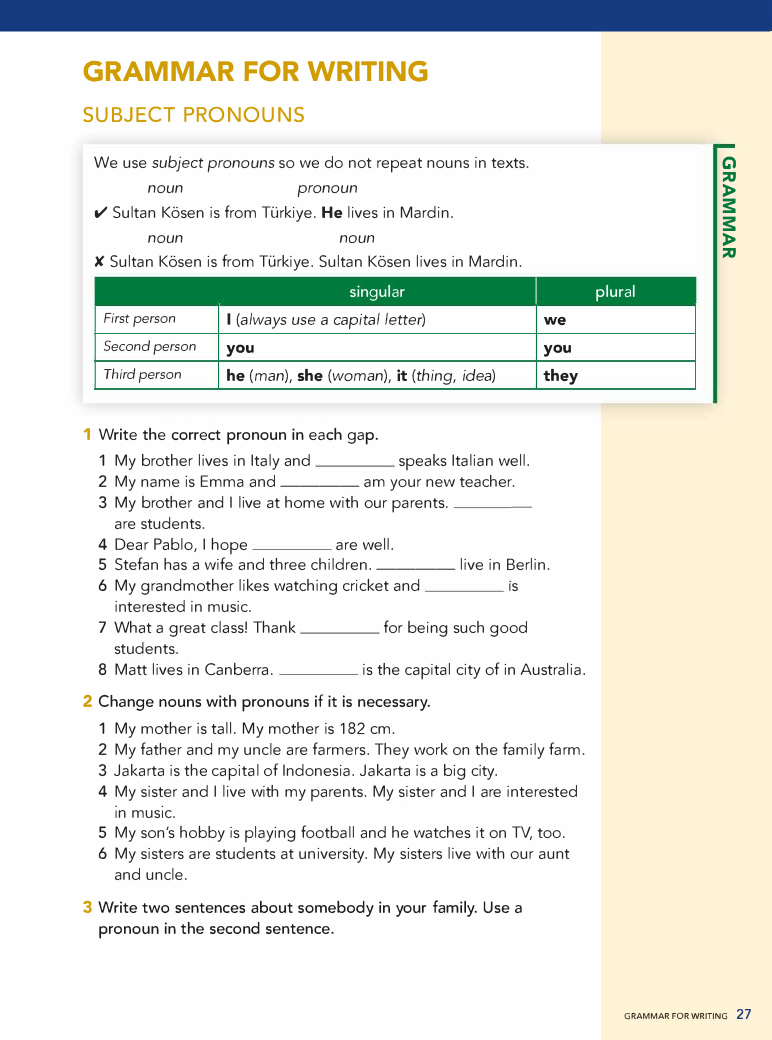 GRAMMAR FOR WRITING
SUBJECT PRONOUNS
We use subject pronouns so we do not repeat nouns in texts.
noun pronoun
✔ Sultan Kösen is from Türkiye. He lives in Mardin.
noun noun
✘ Sultan Kösen is from Türkiye. Sultan Kösen lives in Mardin.
singular plural
First person I (always use a capital letter) we
Second person you you
Third person he (man), she (woman), it (thing, idea) they
GRAMMAR
1 Write the correct pronoun in each gap.
1 My brother lives in Italy and __________ speaks Italian well.
2 My name is Emma and __________ am your new teacher.
3 My brother and I live at home with our parents. __________
are students.
4 Dear Pablo, I hope __________ are well.
5 Stefan has a wife and three children. __________ live in Berlin.
6 My grandmother likes watching cricket and __________ is
interested in music.
7 What a great class! Thank __________ for being such good
students.
8 Matt lives in Canberra. __________ is the capital city of in Australia.
2 Change nouns with pronouns if it is necessary.
1 My mother is tall. My mother is 182 cm.
2 My father and my uncle are farmers. They work on the family farm.
3 Jakarta is the capital of Indonesia. Jakarta is a big city.
4 My sister and I live with my parents. My sister and I are interested
in music.
5 My son's hobby is playing football and he watches it on TV, too.
6 My sisters are students at university. My sisters live with our aunt
and uncle.
3 Write two sentences about somebody in your family. Use a
pronoun in the second sentence.
GRAMMAR FOR WRITING 27